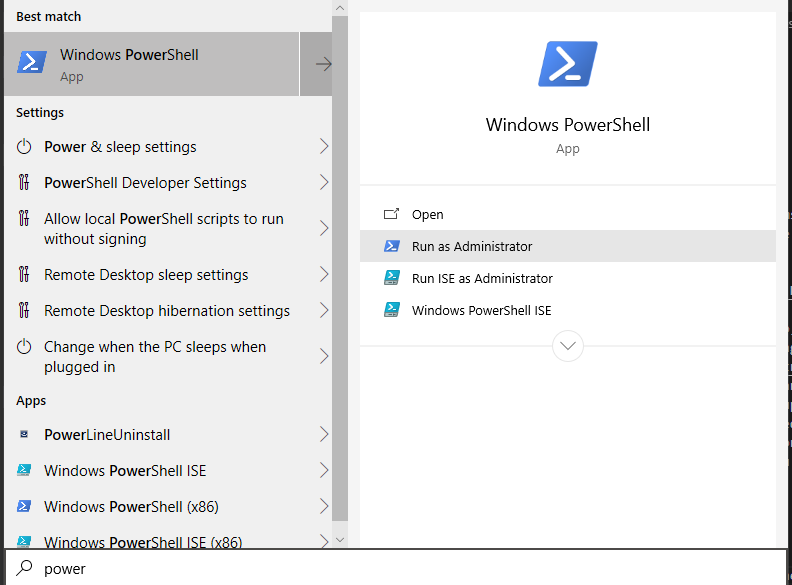 Best match
Windows PowerShell
App
Settings
Power & sleep settings
PowerShell Developer Settings
Allow local PowerShell scripts to run
without signing
Remote Desktop sleep settings
Remote Desktop hibernation settings
Change when the PC sleeps when
plugged in
Apps
PowerLineUninstall
Windows PowerShell ISE
Windows PowerShell (x86)
Windows PowerShell ISE (x86)
power
Windows PowerShell
App
Open
Run as Administrator
Run ISE as Administrator
Windows PowerShell ISE